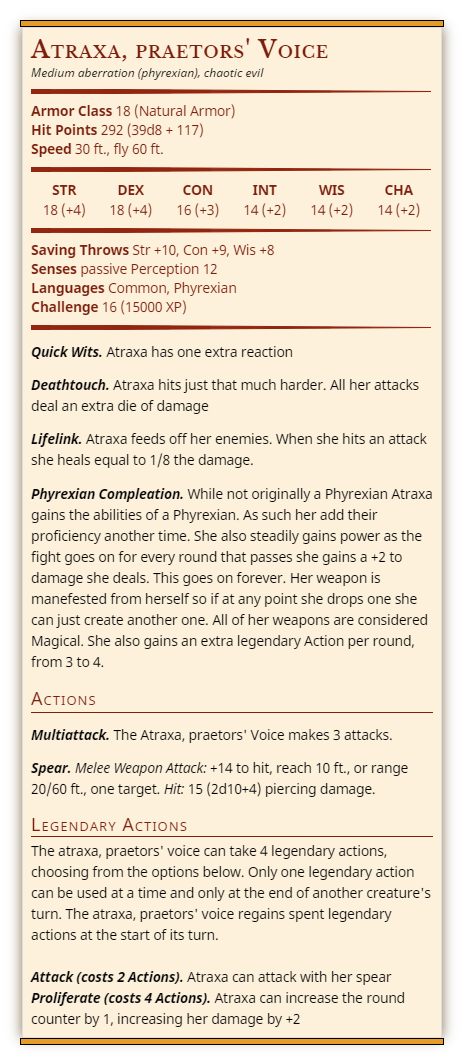 Atraxa, praetors' Voice
Medium aberration (phyrexian), chaotic evil
Armor Class 18 (Natural Armor)
Hit Points 292 (39d8 + 117)
Speed 30 ft., fly 60 ft.
STR DEX CON INT WIS CHA
18 (+4) 18 (+4) 16 (+3) 14 (+2) 14 (+2) 14 (+2)
Saving Throws Str +10, Con +9, Wis +8
Senses passive Perception 12
Languages Common, Phyrexian
Challenge 16 (15000 XP)
Quick Wits. Atraxa has one extra reaction
Deathtouch. Atraxa hits just that much harder. All her attacks
deal an extra die of damage
Lifelink. Atraxa feeds off her enemies. When she hits an attack
she heals equal to 1/8 the damage.
Phyrexian Compleation. While not originally a Phyrexian Atraxa
gains the abilities of a Phyrexian. As such her add their
proficiency another time. She also steadily gains power as the
fight goes on for every round that passes she gains a +2 to
damage she deals. This goes on forever. Her weapon is
manefested from herself so if at any point she drops one she
can just create another one. All of her weapons are considered
Magical. She also gains an extra legendary Action per round,
from 3 to 4.
Actions
Multiattack. The Atraxa, praetors' Voice makes 3 attacks.
Spear. Melee Weapon Attack: +14 to hit, reach 10 ft., or range
20/60 ft., one target. Hit: 15 (2d10+4) piercing damage.
Legendary Actions
The atraxa, praetors' voice can take 4 legendary actions,
choosing from the options below. Only one legendary action
can be used at a time and only at the end of another creature's
turn. The atraxa, praetors' voice regains spent legendary
actions at the start of its turn.
Attack (costs 2 Actions). Atraxa can attack with her spear
Proliferate (costs 4 Actions). Atraxa can increase the round
counter by 1, increasing her damage by +2